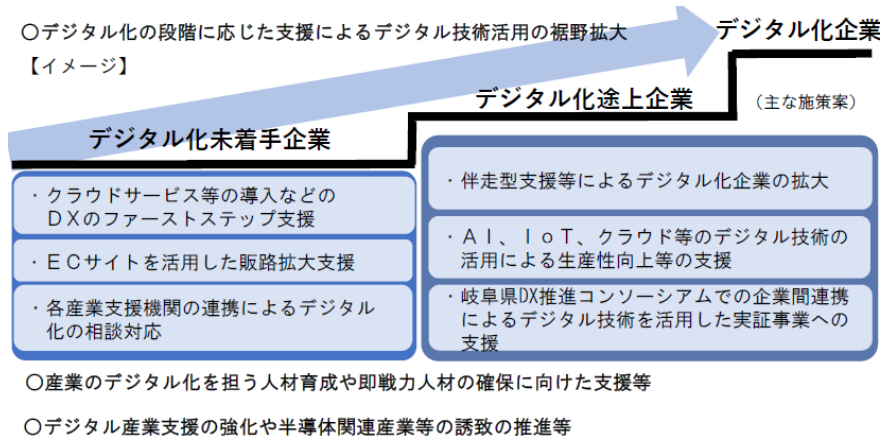 ○デジタル化の段階に応じた支援によるデジタル技術活用の裾野拡大
【イメージ】
デジタル化企業
デジタル化途上企業
（主な施策案）
デジタル化未着手企業
・クラウドサービス等の導入などの
ＤＸのファーストステップ支援
・ＥＣサイトを活用した販路拡大支援
・各産業支援機関の連携によるデジタル
化の相談対応
・伴走型支援等によるデジタル化企業の拡大
・ＡＩ、ＩｏＴ、クラウド等のデジタル技術の
活用による生産性向上等の支援
・岐阜県DX推進コンソーシアムでの企業間連携
によるデジタル技術を活用した実証事業への
支援
○産業のデジタル化を担う人材育成や即戦力人材の確保に向けた支援等
○デジタル産業支援の強化や半導体関連産業等の誘致の推進等